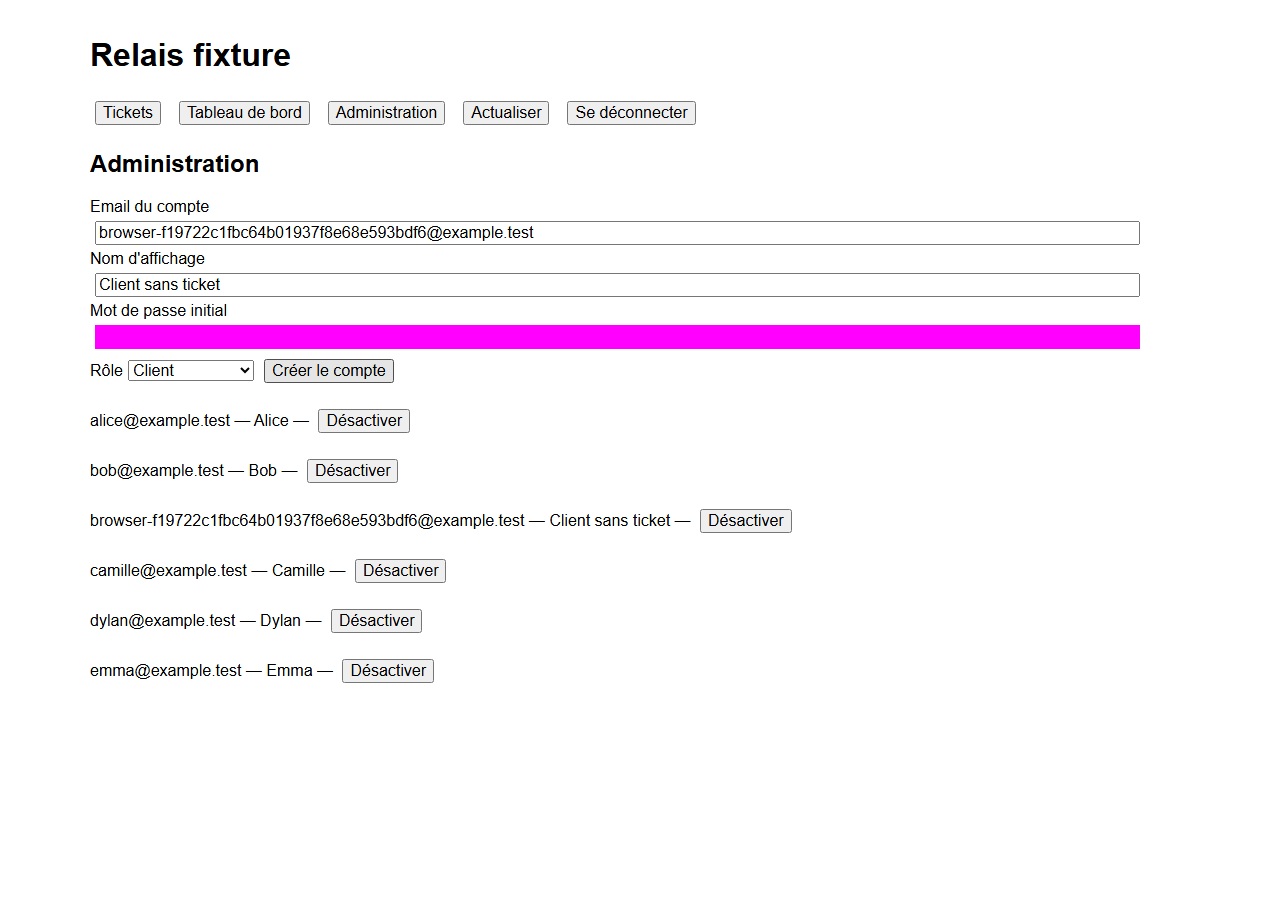 Relais fixture
Tickets Tableau de bord Administration Actualiser Se déconnecter
Administration
Email du compte
browser-f19722c1fbc64b01937f8e68e593bdf6@example.test
Nom d'affichage
Client sans ticket
Mot de passe initial
Rôle Client Créer le compte
alice@example.test — Alice — Désactiver
bob@example.test — Bob — Désactiver
browser-f19722c1fbc64b01937f8e68e593bdf6@example.test — Client sans ticket — Désactiver
camille@example.test — Camille — Désactiver
dylan@example.test — Dylan — Désactiver
emma@example.test — Emma — Désactiver